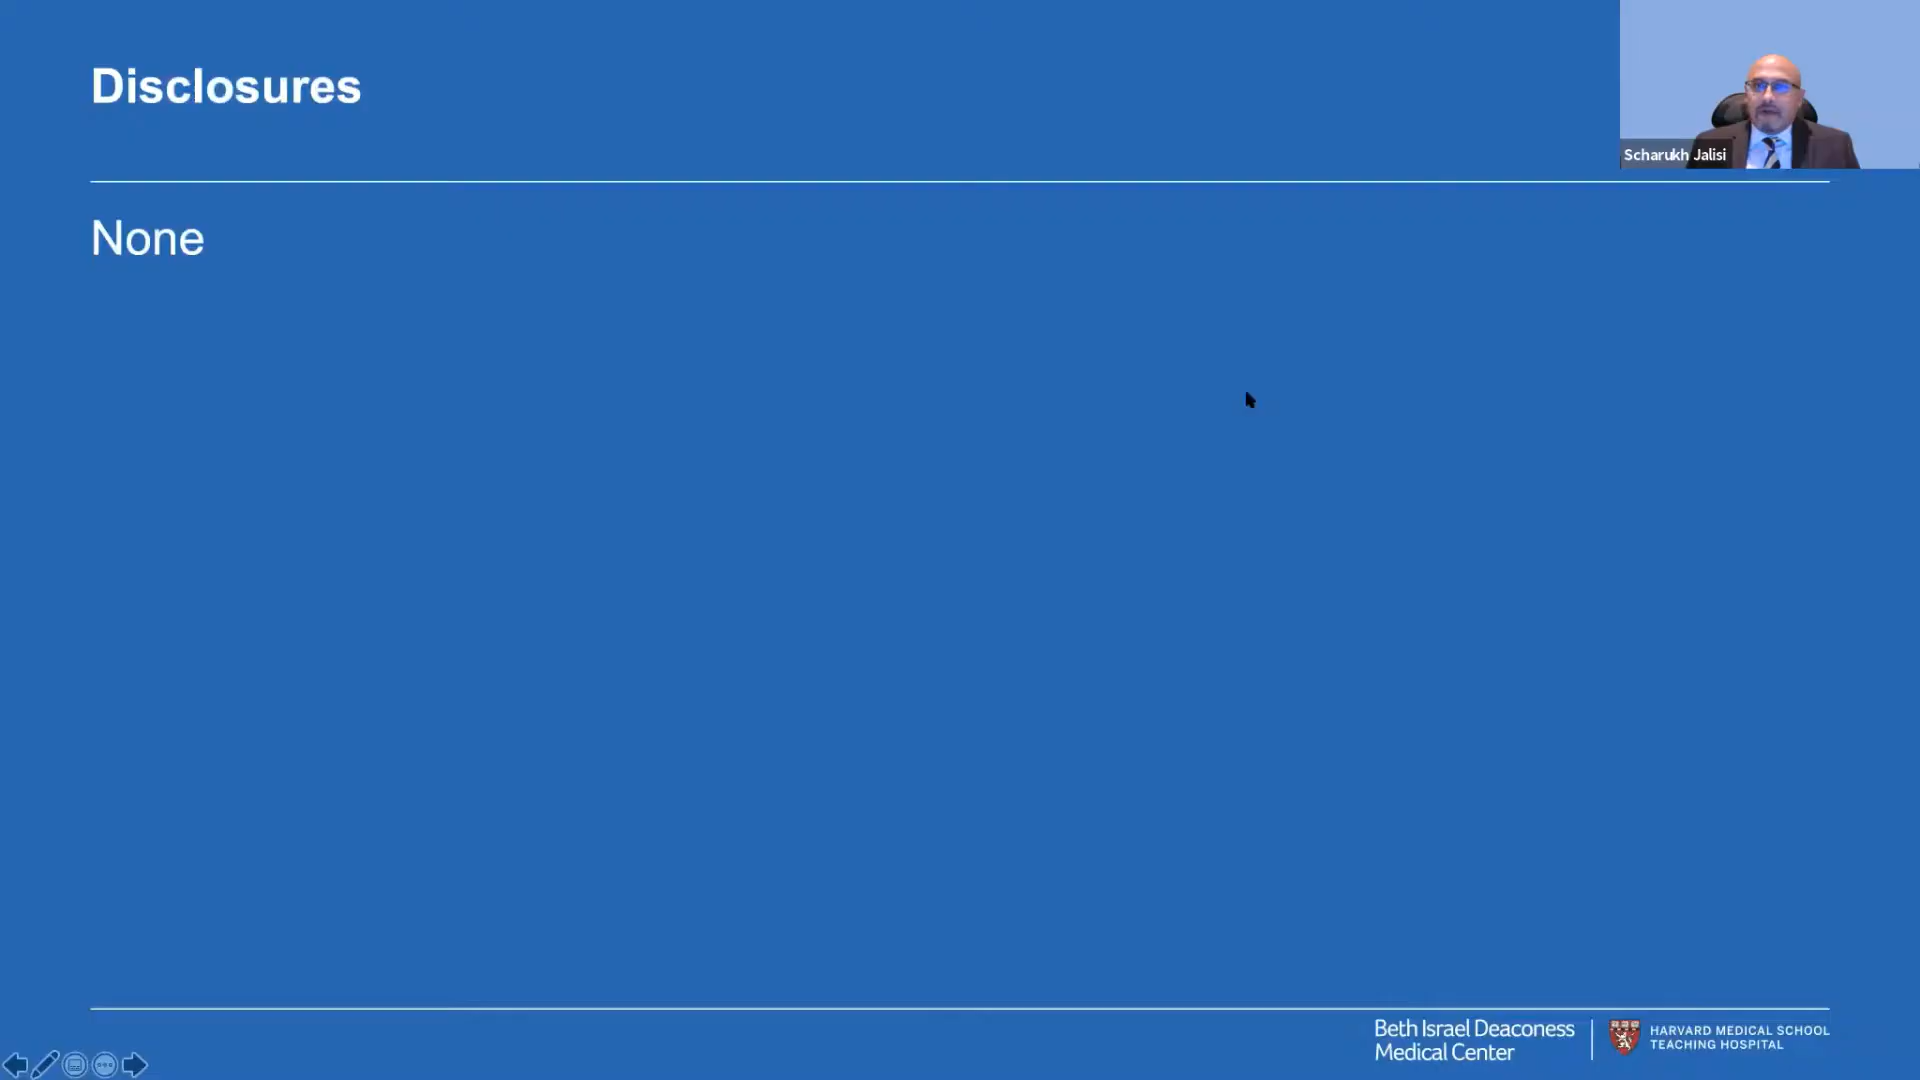 Disclosures
Scharukh Jalisi
None
Beth Israel Deaconess
Medical Center
HARVARD MEDICAL SCHOOL
TEACHING HOSPITAL